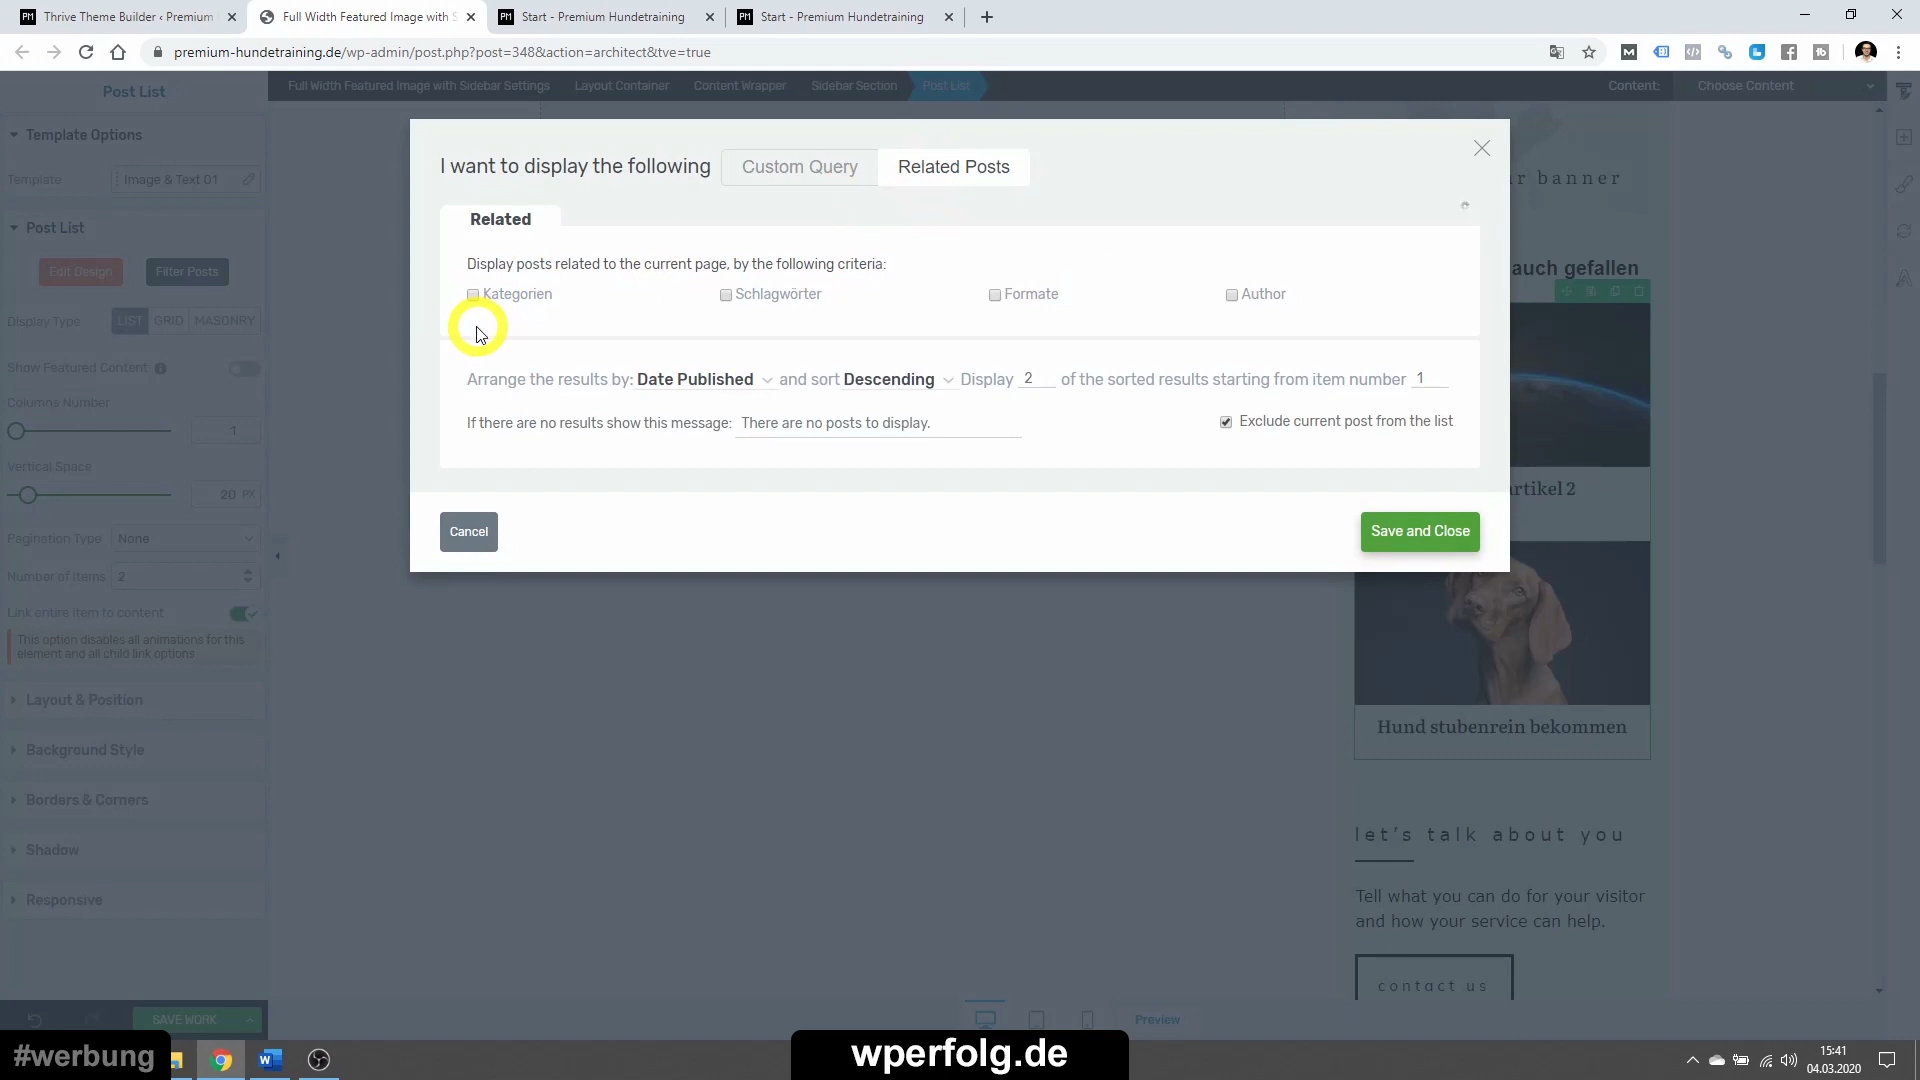 Thrive Theme Builder ‹ Premium
Full Width Featured Image with S
Start - Premium Hundetraining
Start - Premium Hundetraining
premium-hundetraining.de/wp-admin/post.php?post=348&action=architect&tve=true
Post List
Full Width Featured Image with Sidebar Settings
Layout Container
Content Wrapper
Sidebar Section
Post List
Content:
Choose Content
Template Options
Template
Image & Text 01
Post List
Edit Design
Filter Posts
Display Type
LIST
GRID
MASONRY
Show Featured Content
Columns Number
1
Vertical Space
20 PX
Pagination Type
None
Number of Items
2
Link entire item to content
This option disables all animations for this
element and all child link options
Layout & Position
Background Style
Borders & Corners
Shadow
Responsive
SAVE WORK
I want to display the following
Custom Query
Related Posts
Related
Display posts related to the current page, by the following criteria:
Kategorien
Schlagwörter
Formate
Author
Arrange the results by: Date Published and sort Descending Display 2 of the sorted results starting from item number 1
If there are no results show this message: There are no posts to display.
Exclude current post from the list
Cancel
Save and Close
r banner
auch gefallen
rtikel 2
Hund stubenrein bekommen
let's talk about you
Tell what you can do for your visitor
and how your service can help.
contact us
Preview
#werbung
wperfolg.de
15:41
04.03.2020